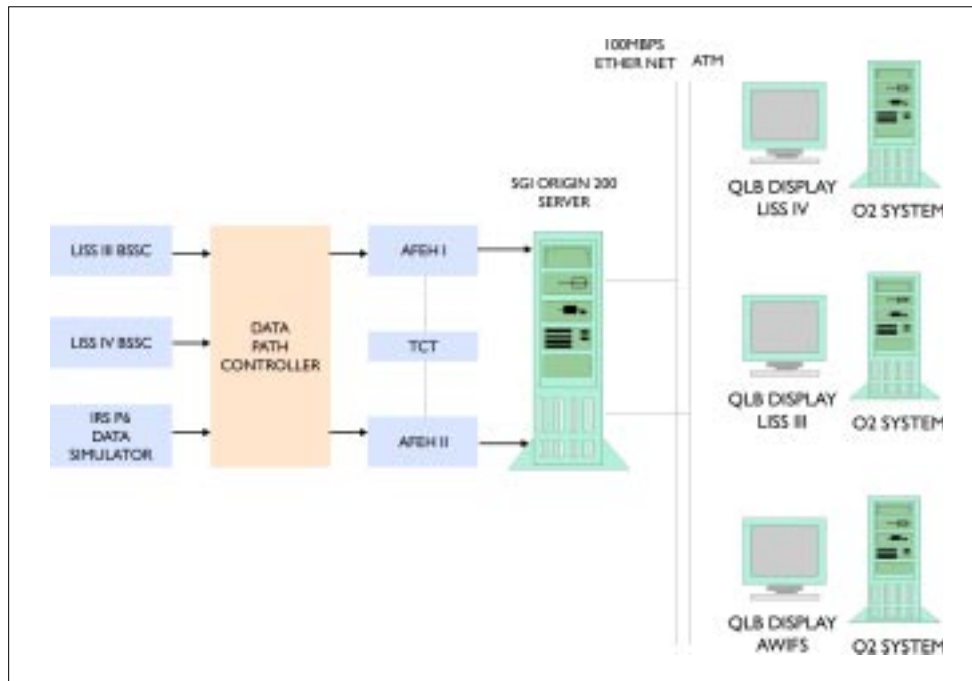 100MBPS
ETHER NET
ATM
SGI ORIGIN 200
SERVER
QLB DISPLAY
LISS IV
O2 SYSTEM
LISS III BSSC
AFEH I
LISS IV BSSC
DATA
PATH
CONTROLLER
TCT
QLB DISPLAY
LISS III
O2 SYSTEM
IRS P6
DATA
SIMULATOR
AFEH II
QLB DISPLAY
AWIFS
O2 SYSTEM